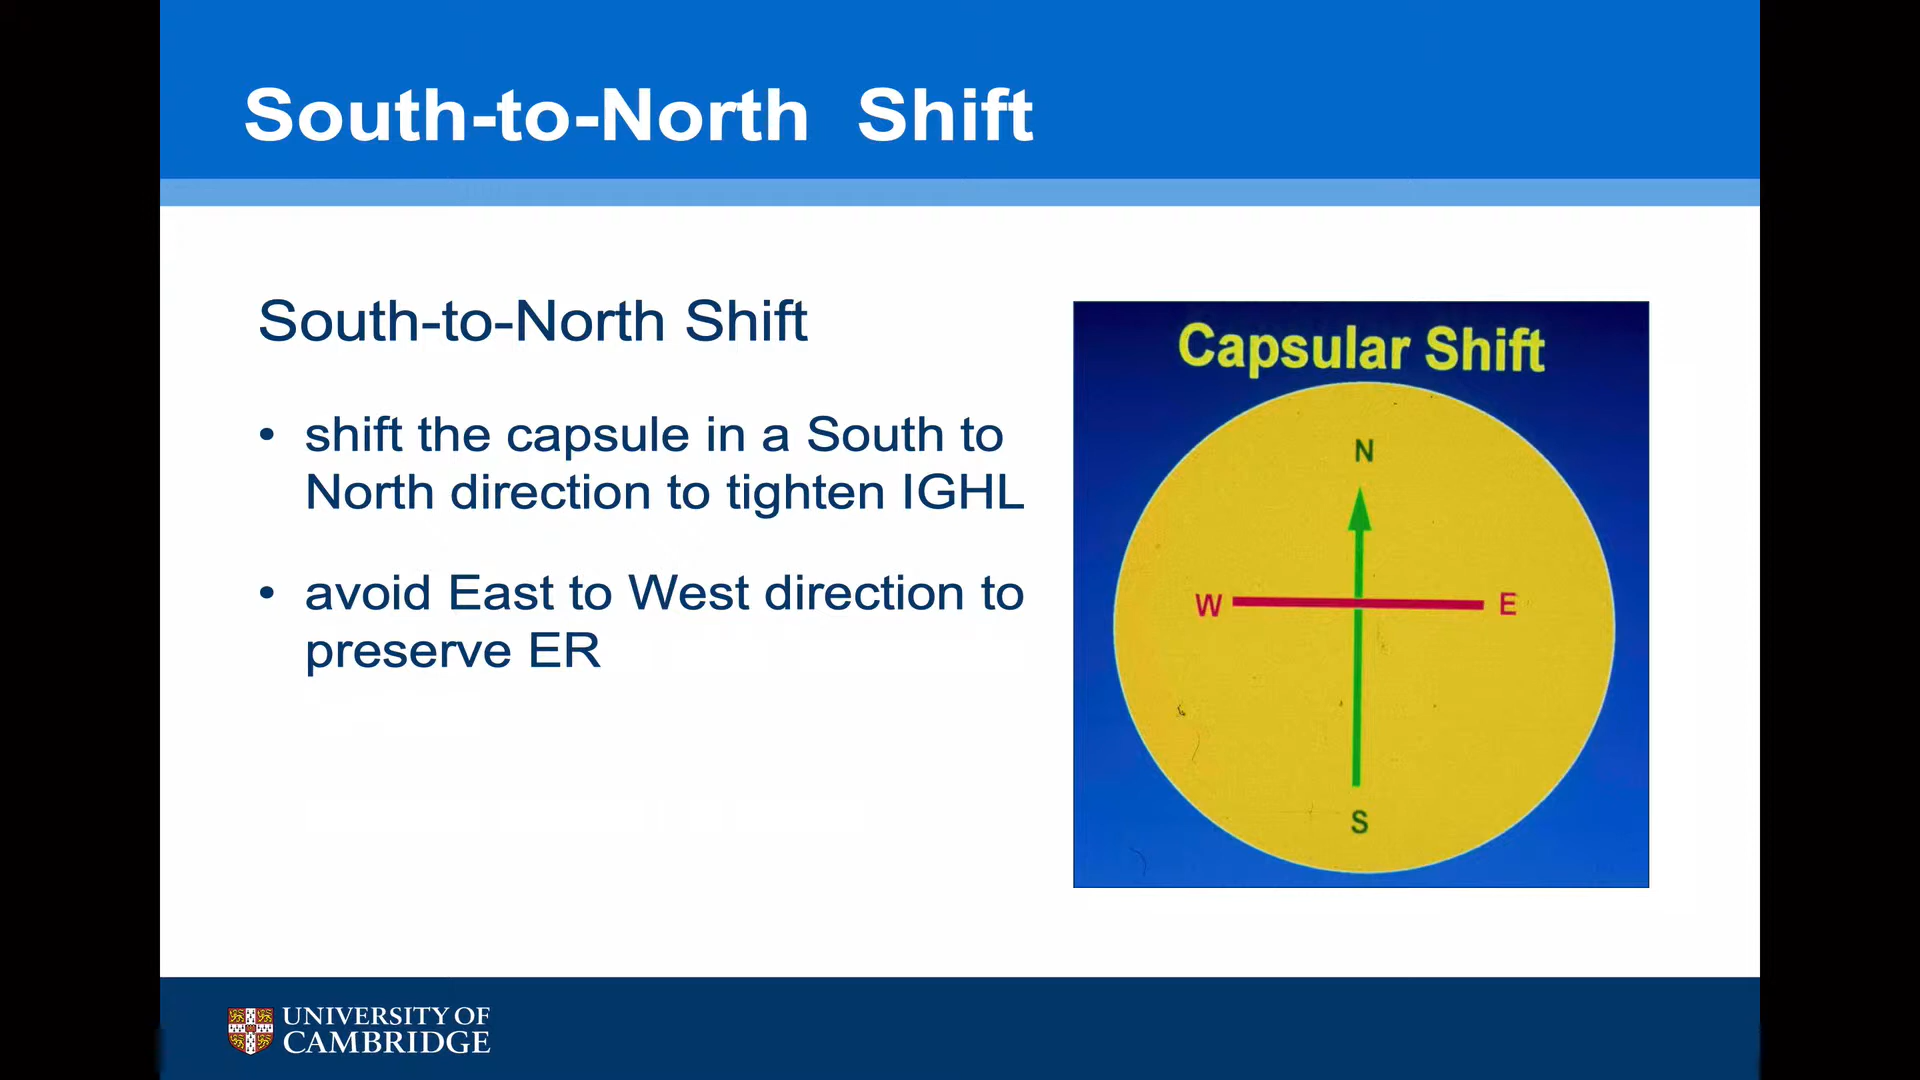 South-to-North Shift
South-to-North Shift
• shift the capsule in a South to
North direction to tighten IGHL
• avoid East to West direction to
preserve ER
Capsular Shift
N
W E
S
UNIVERSITY OF
CAMBRIDGE